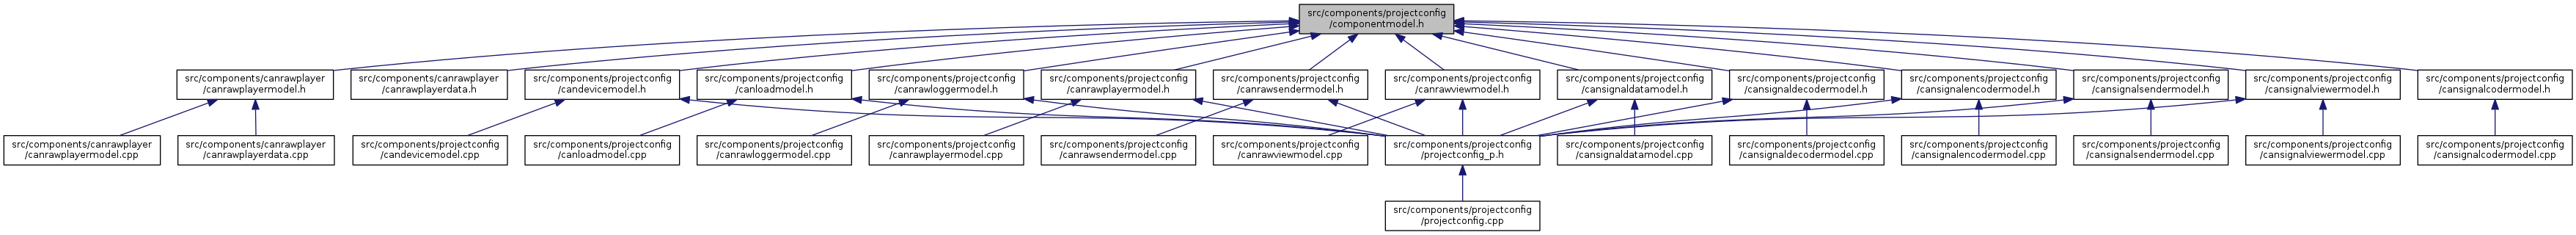 src/components/projectconfig
/componentmodel.h
src/components/canrawplayer
/canrawplayermodel.h
src/components/canrawplayer
/canrawplayerdata.h
src/components/projectconfig
/candevicemodel.h
src/components/projectconfig
/canloadmodel.h
src/components/projectconfig
/canrawloggermodel.h
src/components/projectconfig
/canrawplayermodel.h
src/components/projectconfig
/canrawsendermodel.h
src/components/projectconfig
/canrawviewmodel.h
src/components/projectconfig
/cansignaldatamodel.h
src/components/projectconfig
/cansignaldecodermodel.h
src/components/projectconfig
/cansignalencodermodel.h
src/components/projectconfig
/cansignalsendermodel.h
src/components/projectconfig
/cansignalviewermodel.h
src/components/projectconfig
/cansignalcodermodel.h
src/components/canrawplayer
/canrawplayermodel.cpp
src/components/canrawplayer
/canrawplayerdata.cpp
src/components/projectconfig
/candevicemodel.cpp
src/components/projectconfig
/canloadmodel.cpp
src/components/projectconfig
/canrawloggermodel.cpp
src/components/projectconfig
/canrawplayermodel.cpp
src/components/projectconfig
/canrawsendermodel.cpp
src/components/projectconfig
/canrawviewmodel.cpp
src/components/projectconfig
/projectconfig_p.h
src/components/projectconfig
/cansignaldatamodel.cpp
src/components/projectconfig
/cansignaldecodermodel.cpp
src/components/projectconfig
/cansignalencodermodel.cpp
src/components/projectconfig
/cansignalsendermodel.cpp
src/components/projectconfig
/cansignalviewermodel.cpp
src/components/projectconfig
/cansignalcodermodel.cpp
src/components/projectconfig
/projectconfig.cpp